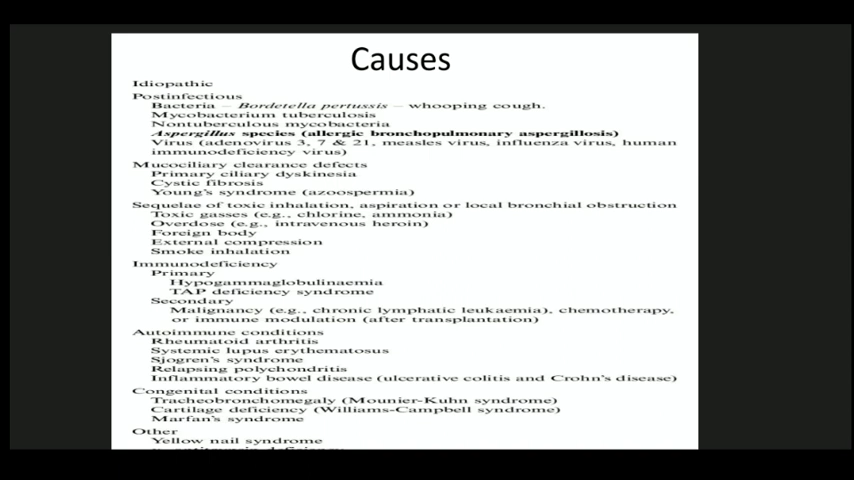 Causes
Idiopathic
Postinfectious
Bacteria – Bordetella pertussis – whooping cough.
Mycobacterium tuberculosis
Nontuberculous mycobacteria
Aspergillus species (allergic bronchopulmonary aspergillosis)
Virus (adenovirus 3, 7 & 21, measles virus, influenza virus, human
immunodeficiency virus)
Mucociliary clearance defects
Primary ciliary dyskinesia
Cystic fibrosis
Young's syndrome (azoospermia)
Sequelae of toxic inhalation, aspiration or local bronchial obstruction
Toxic gasses (e.g., chlorine, ammonia)
Overdose (e.g., intravenous heroin)
Foreign body
External compression
Smoke inhalation
Immunodeficiency
Primary
Hypogammaglobulinaemia
TAP deficiency syndrome
Secondary
Malignancy (e.g., chronic lymphatic leukaemia), chemotherapy,
or immune modulation (after transplantation)
Autoimmune conditions
Rheumatoid arthritis
Systemic lupus erythematosus
Sjogren's syndrome
Relapsing polychondritis
Inflammatory bowel disease (ulcerative colitis and Crohn's disease)
Congenital conditions
Tracheobronchomegaly (Mounier-Kuhn syndrome)
Cartilage deficiency (Williams-Campbell syndrome)
Marfan's syndrome
Other
Yellow nail syndrome